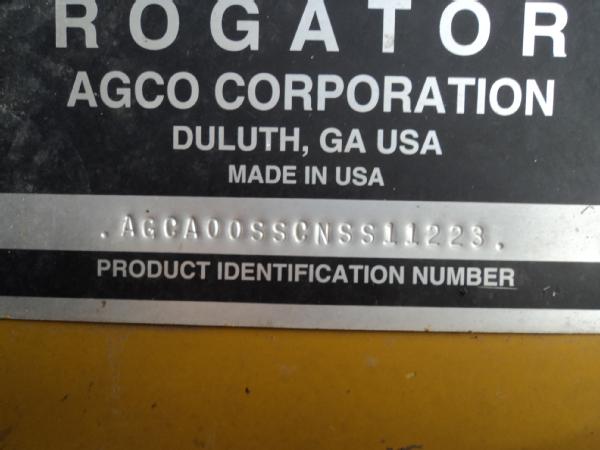 ROGATOR
AGCO CORPORATION
DULUTH, GA USA
MADE IN USA
.AGCA00SSCNSS11223.
PRODUCT IDENTIFICATION NUMBER